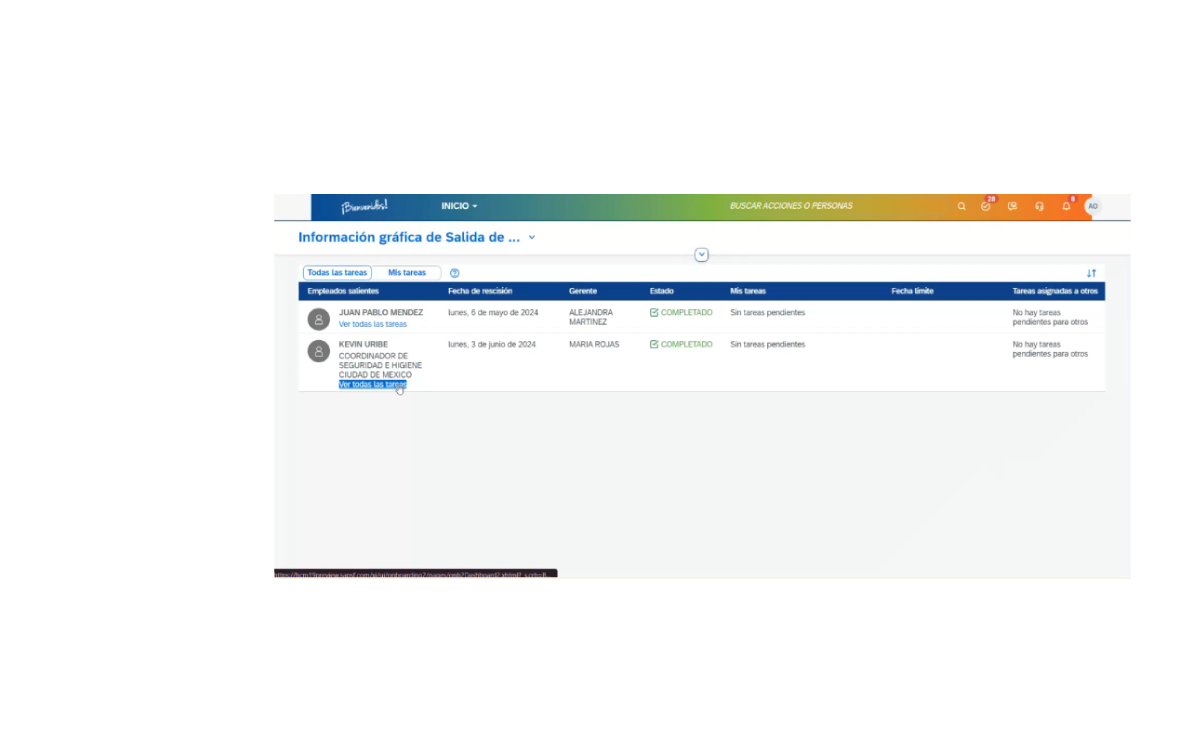 ¡Bienvenidos!
INICIO
BUSCAR ACCIONES O PERSONAS
28
8
AO
Información gráfica de Salida de ...
Todas las tareas
Mis tareas
Empleados salientes
Fecha de rescisión
Gerente
Estado
Mis tareas
Fecha límite
Tareas asignadas a otros
JUAN PABLO MENDEZ
Ver todas las tareas
lunes, 6 de mayo de 2024
ALEJANDRA
MARTINEZ
COMPLETADO
Sin tareas pendientes
No hay tareas
pendientes para otros
KEVIN URIBE
COORDINADOR DE
SEGURIDAD E HIGIENE
CIUDAD DE MEXICO
Ver todas las tareas
lunes, 3 de junio de 2024
MARIA ROJAS
COMPLETADO
Sin tareas pendientes
No hay tareas
pendientes para otros